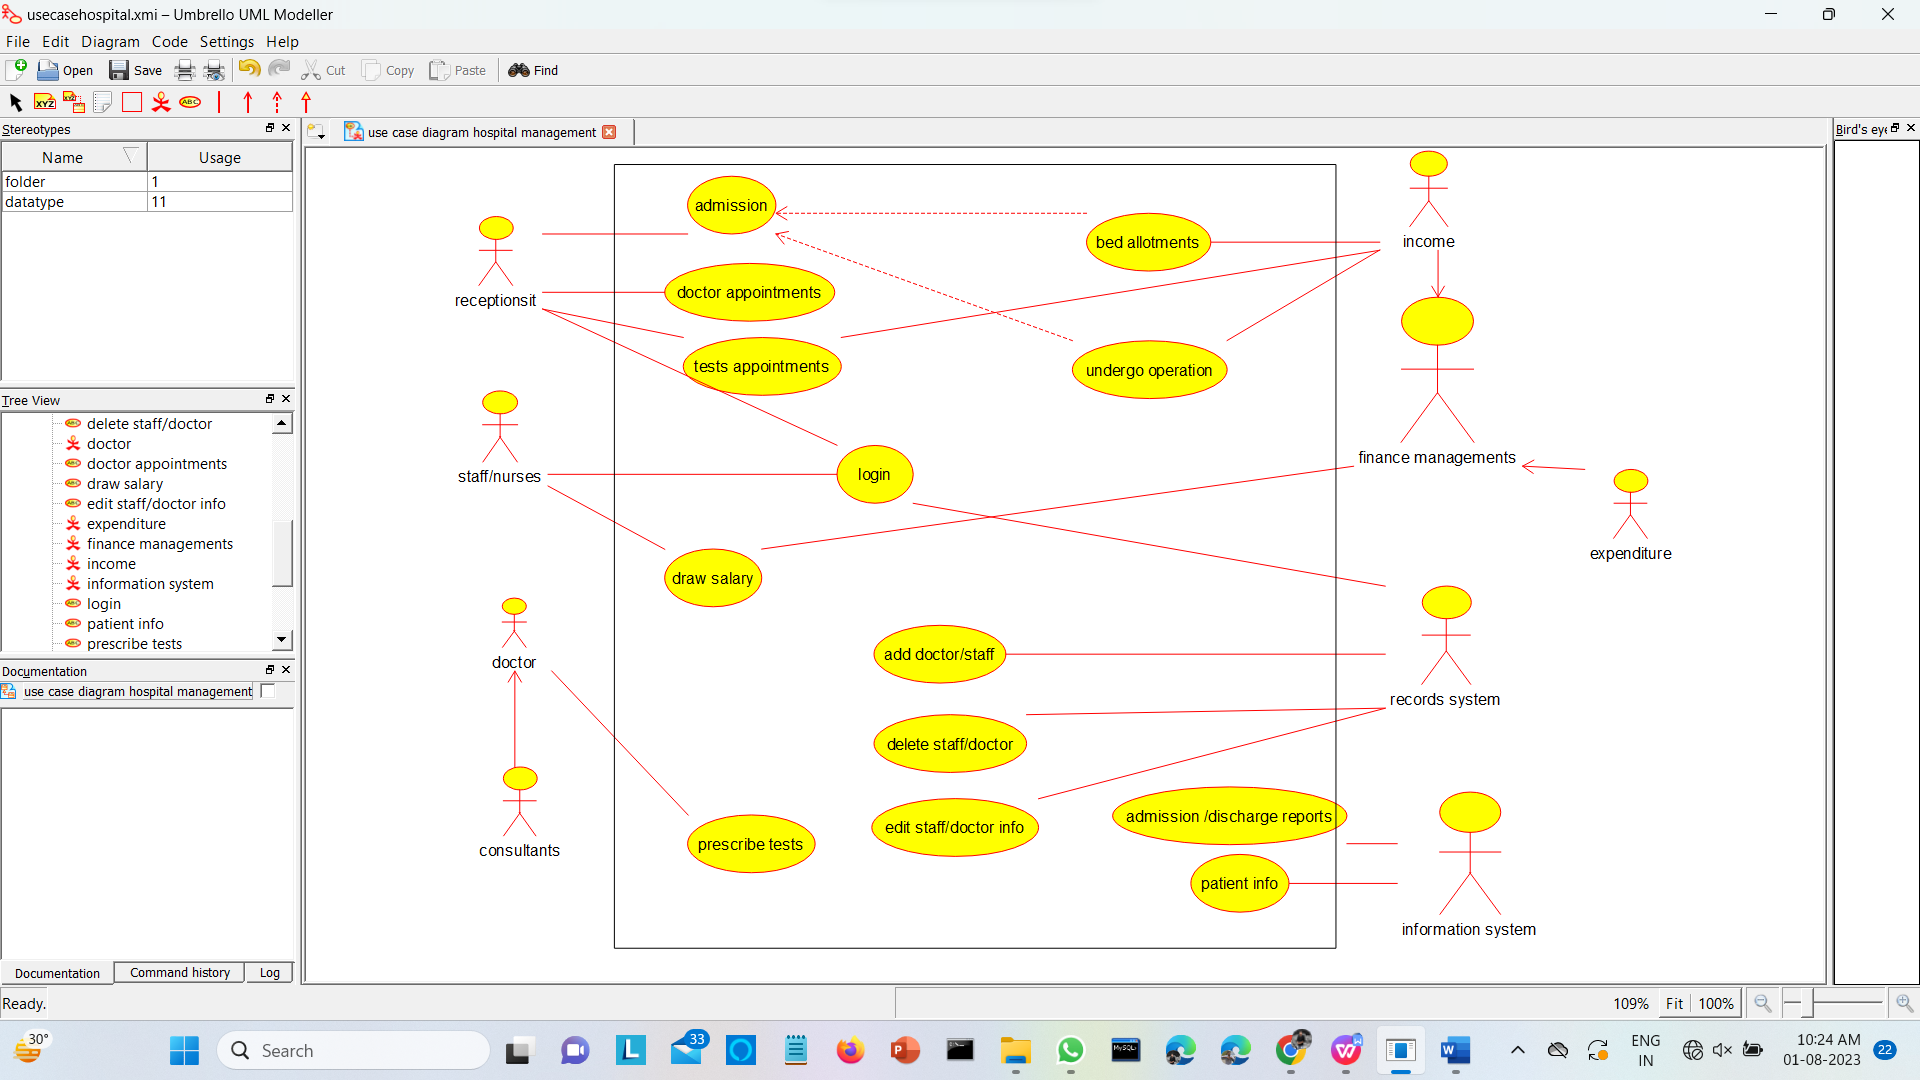 usecasehospital.xmi – Umbrello UML Modeller
File Edit Diagram Code Settings Help
Open Save Cut Copy Paste Find
XYZ XYZ ABC
Stereotypes
Name Usage
folder 1
datatype 11
Tree View
delete staff/doctor
doctor
doctor appointments
draw salary
edit staff/doctor info
expenditure
finance managements
income
information system
login
patient info
prescribe tests
Documentation
use case diagram hospital management
Documentation Command history Log
Ready.
use case diagram hospital management
admission
bed allotments
income
receptionsit
doctor appointments
tests appointments
undergo operation
staff/nurses
login
finance managements
expenditure
draw salary
doctor
add doctor/staff
records system
delete staff/doctor
consultants
prescribe tests
edit staff/doctor info
admission /discharge reports
patient info
information system
Bird's eye
109% Fit 100%
30°
Search
33
L
P
MySQL
W
W
ENG
IN
10:24 AM
01-08-2023
22